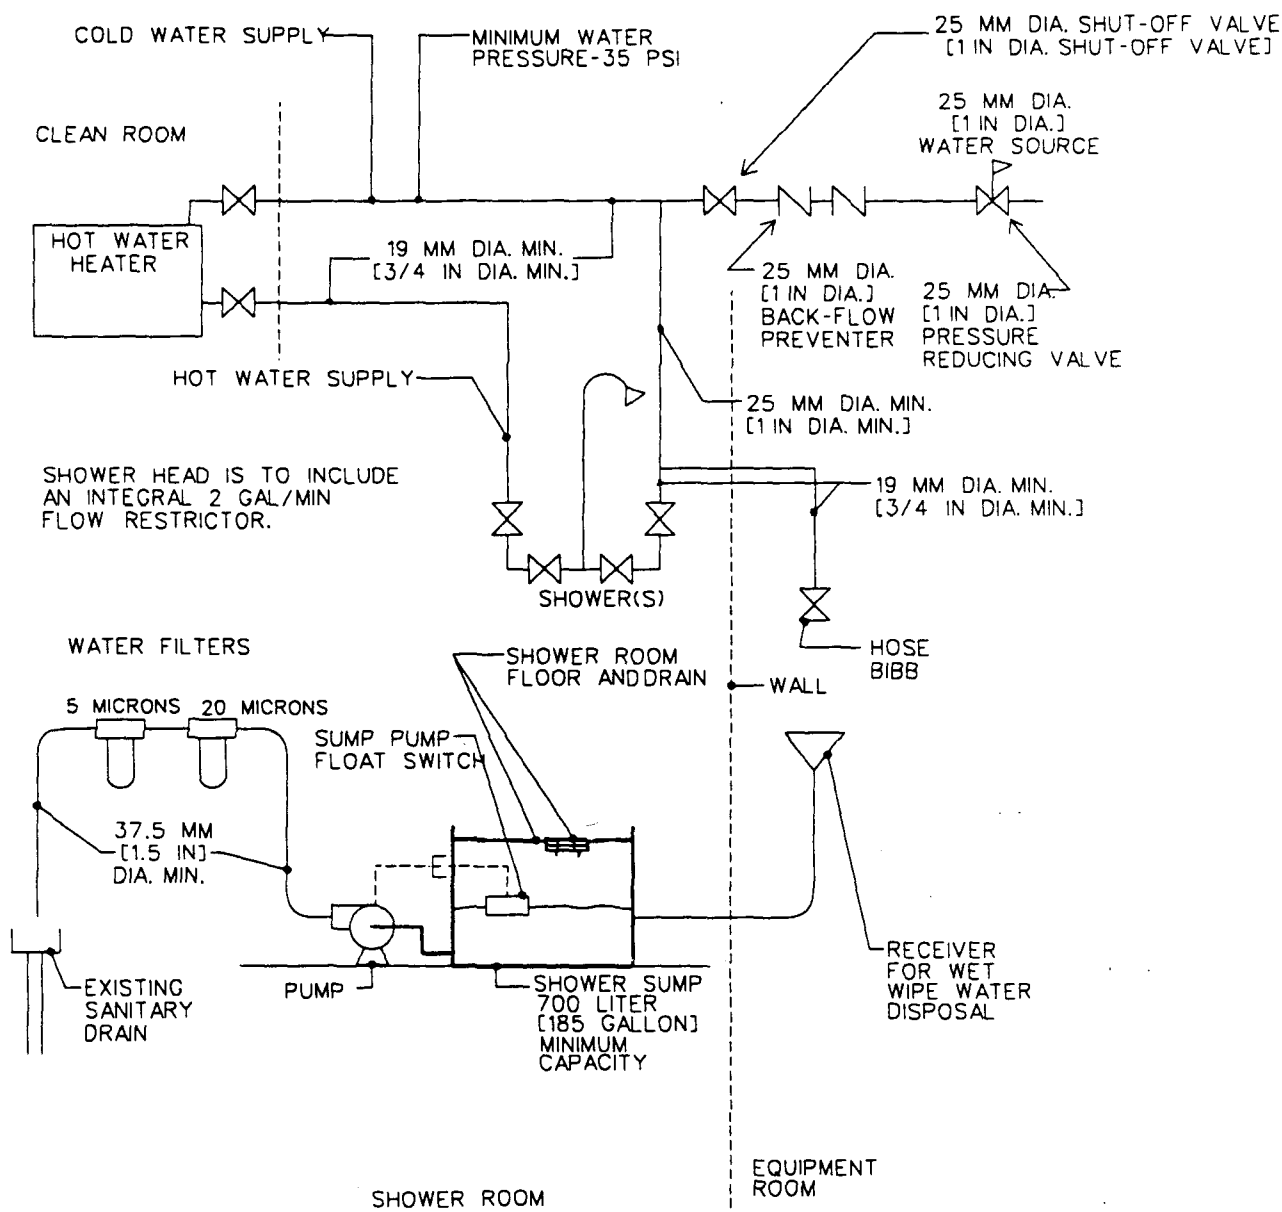 COLD WATER SUPPLY
MINIMUM WATER
PRESSURE-35 PSI
25 MM DIA. SHUT-OFF VALVE
[1 IN DIA. SHUT-OFF VALVE]
25 MM DIA.
[1 IN DIA.]
WATER SOURCE
CLEAN ROOM
HOT WATER
HEATER
19 MM DIA. MIN.
[3/4 IN DIA. MIN.]
25 MM DIA.
[1 IN DIA.]
BACK-FLOW
PREVENTER
25 MM DIA.
[1 IN DIA.]
PRESSURE
REDUCING VALVE
HOT WATER SUPPLY
25 MM DIA. MIN.
[1 IN DIA. MIN.]
SHOWER HEAD IS TO INCLUDE
AN INTEGRAL 2 GAL/MIN
FLOW RESTRICTOR.
19 MM DIA. MIN.
[3/4 IN DIA. MIN.]
SHOWER(S)
HOSE
BIBB
WATER FILTERS
SHOWER ROOM
FLOOR AND DRAIN
WALL
5 MICRONS
20 MICRONS
SUMP PUMP
FLOAT SWITCH
37.5 MM
[1.5 IN]
DIA. MIN.
RECEIVER
FOR WET
WIPE WATER
DISPOSAL
EXISTING
SANITARY
DRAIN
PUMP
SHOWER SUMP
700 LITER
[185 GALLON]
MINIMUM
CAPACITY
EQUIPMENT
ROOM
SHOWER ROOM